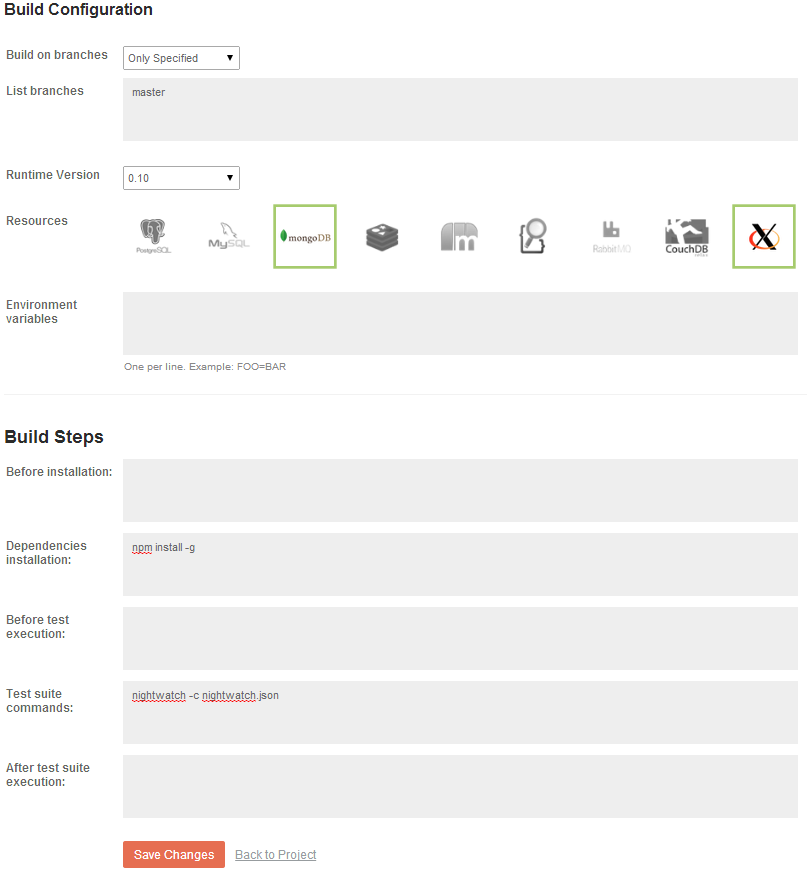 Build Configuration
Build on branches
Only Specified
List branches
master
Runtime Version
0.10
Resources
PostgreSQL
MySQL
mongoDB
RabbitMQ
CouchDB
X
Environment
variables
One per line. Example: FOO=BAR
Build Steps
Before installation:
Dependencies
installation:
npm install -g
Before test
execution:
Test suite
commands:
nightwatch -c nightwatch.json
After test suite
execution:
Save Changes
Back to Project